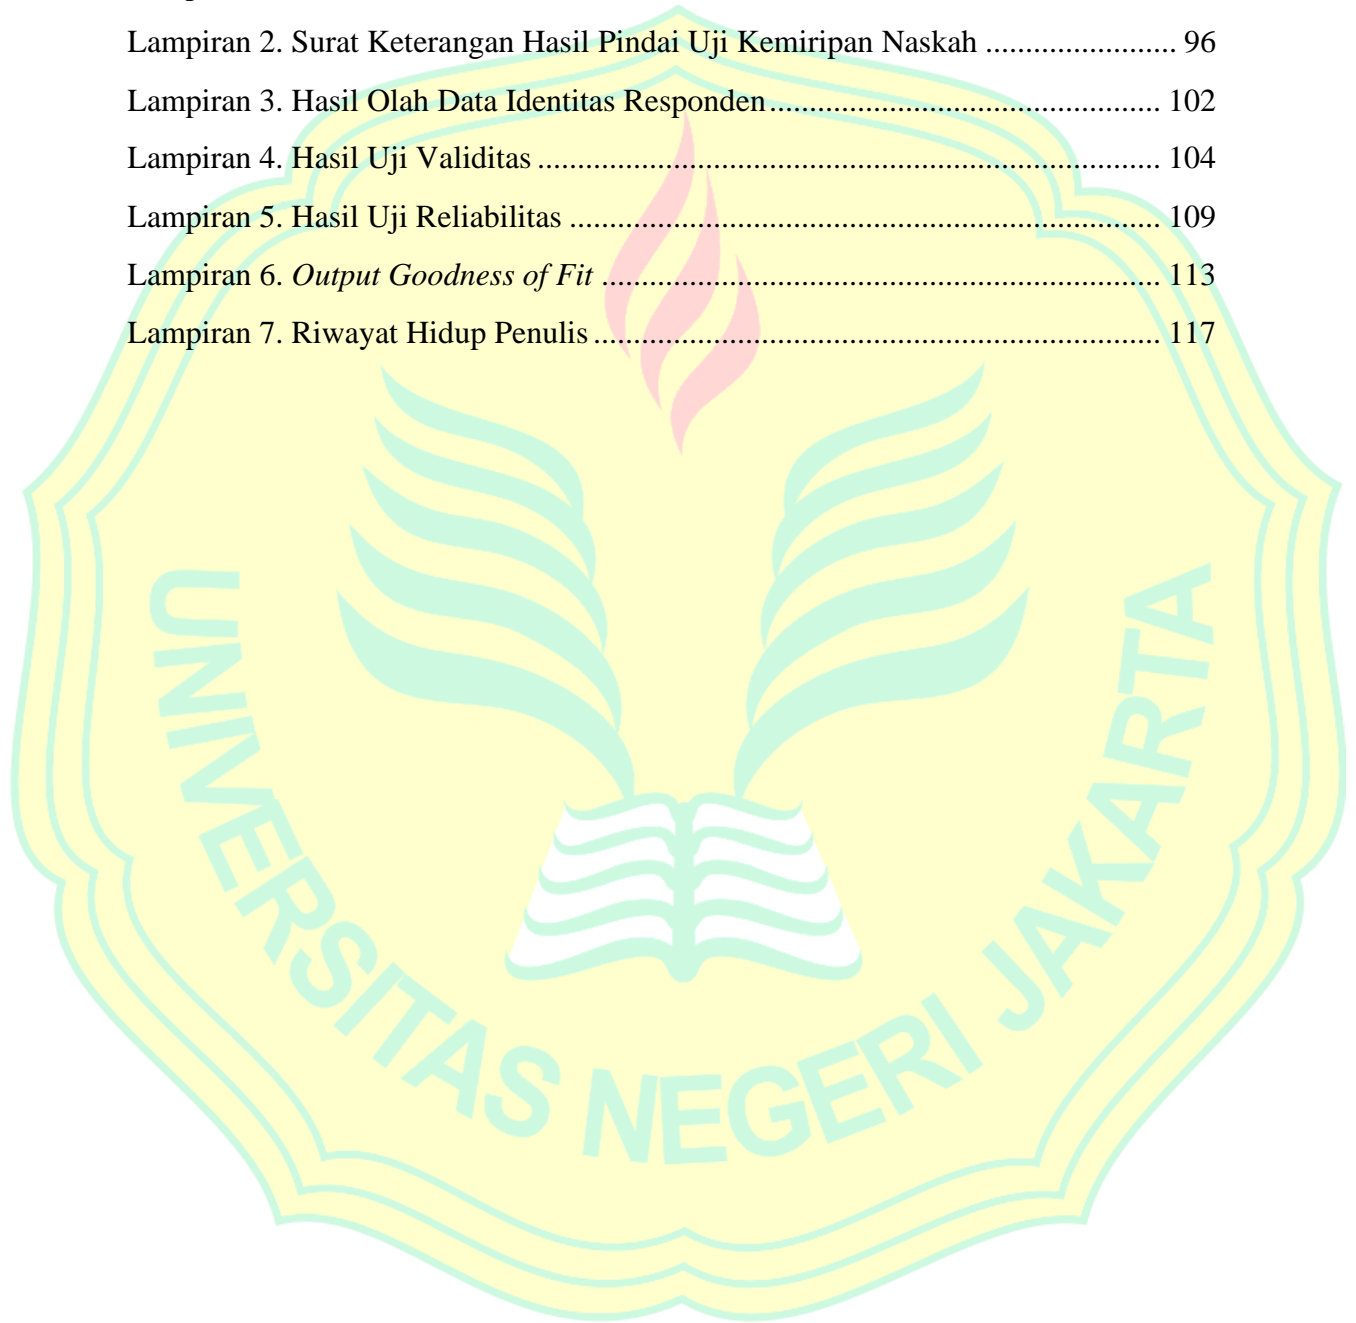 Lampiran 2. Surat Keterangan Hasil Pindai Uji Kemiripan Naskah ........................ 96
Lampiran 3. Hasil Olah Data Identitas Responden................................................. 102
Lampiran 4. Hasil Uji Validitas .............................................................................. 104
Lampiran 5. Hasil Uji Reliabilitas .......................................................................... 109
Lampiran 6. Output Goodness of Fit ...................................................................... 113
Lampiran 7. Riwayat Hidup Penulis ....................................................................... 117
UNIVERSITAS NEGERI JAKARTA